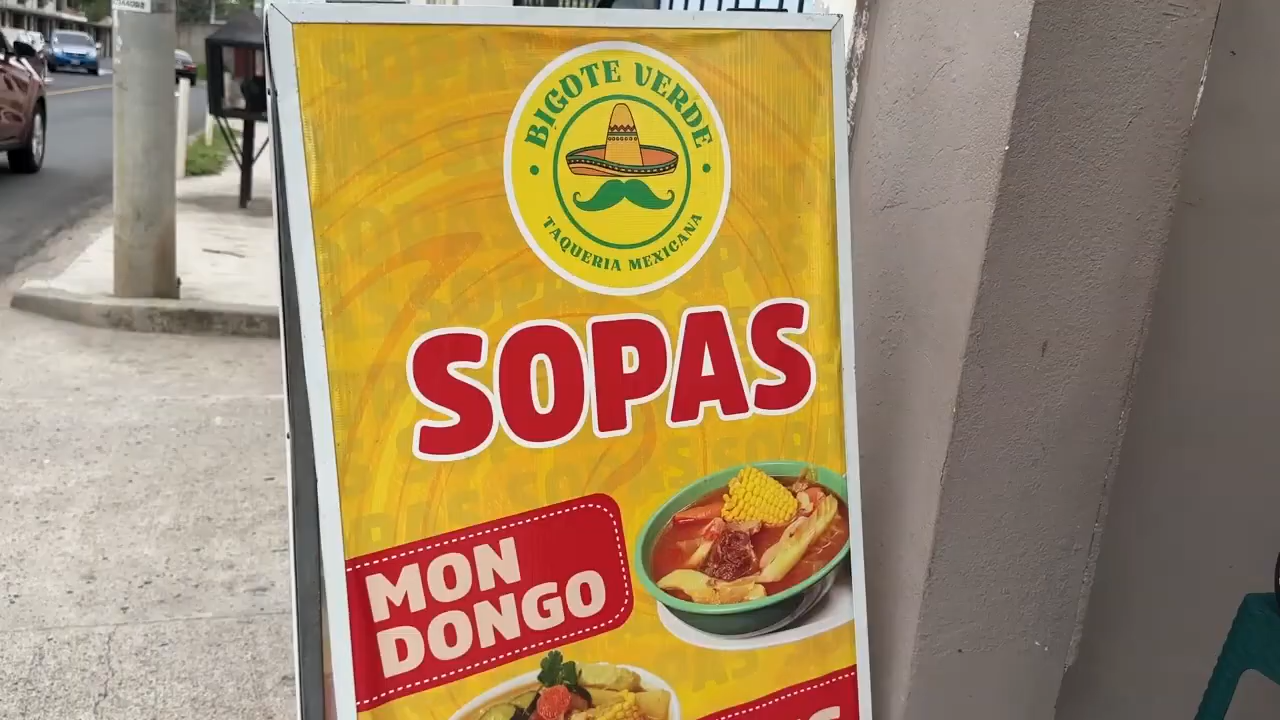 BIGOTE VERDE
TAQUERIA MEXICANA
SOPAS
MON
DONGO